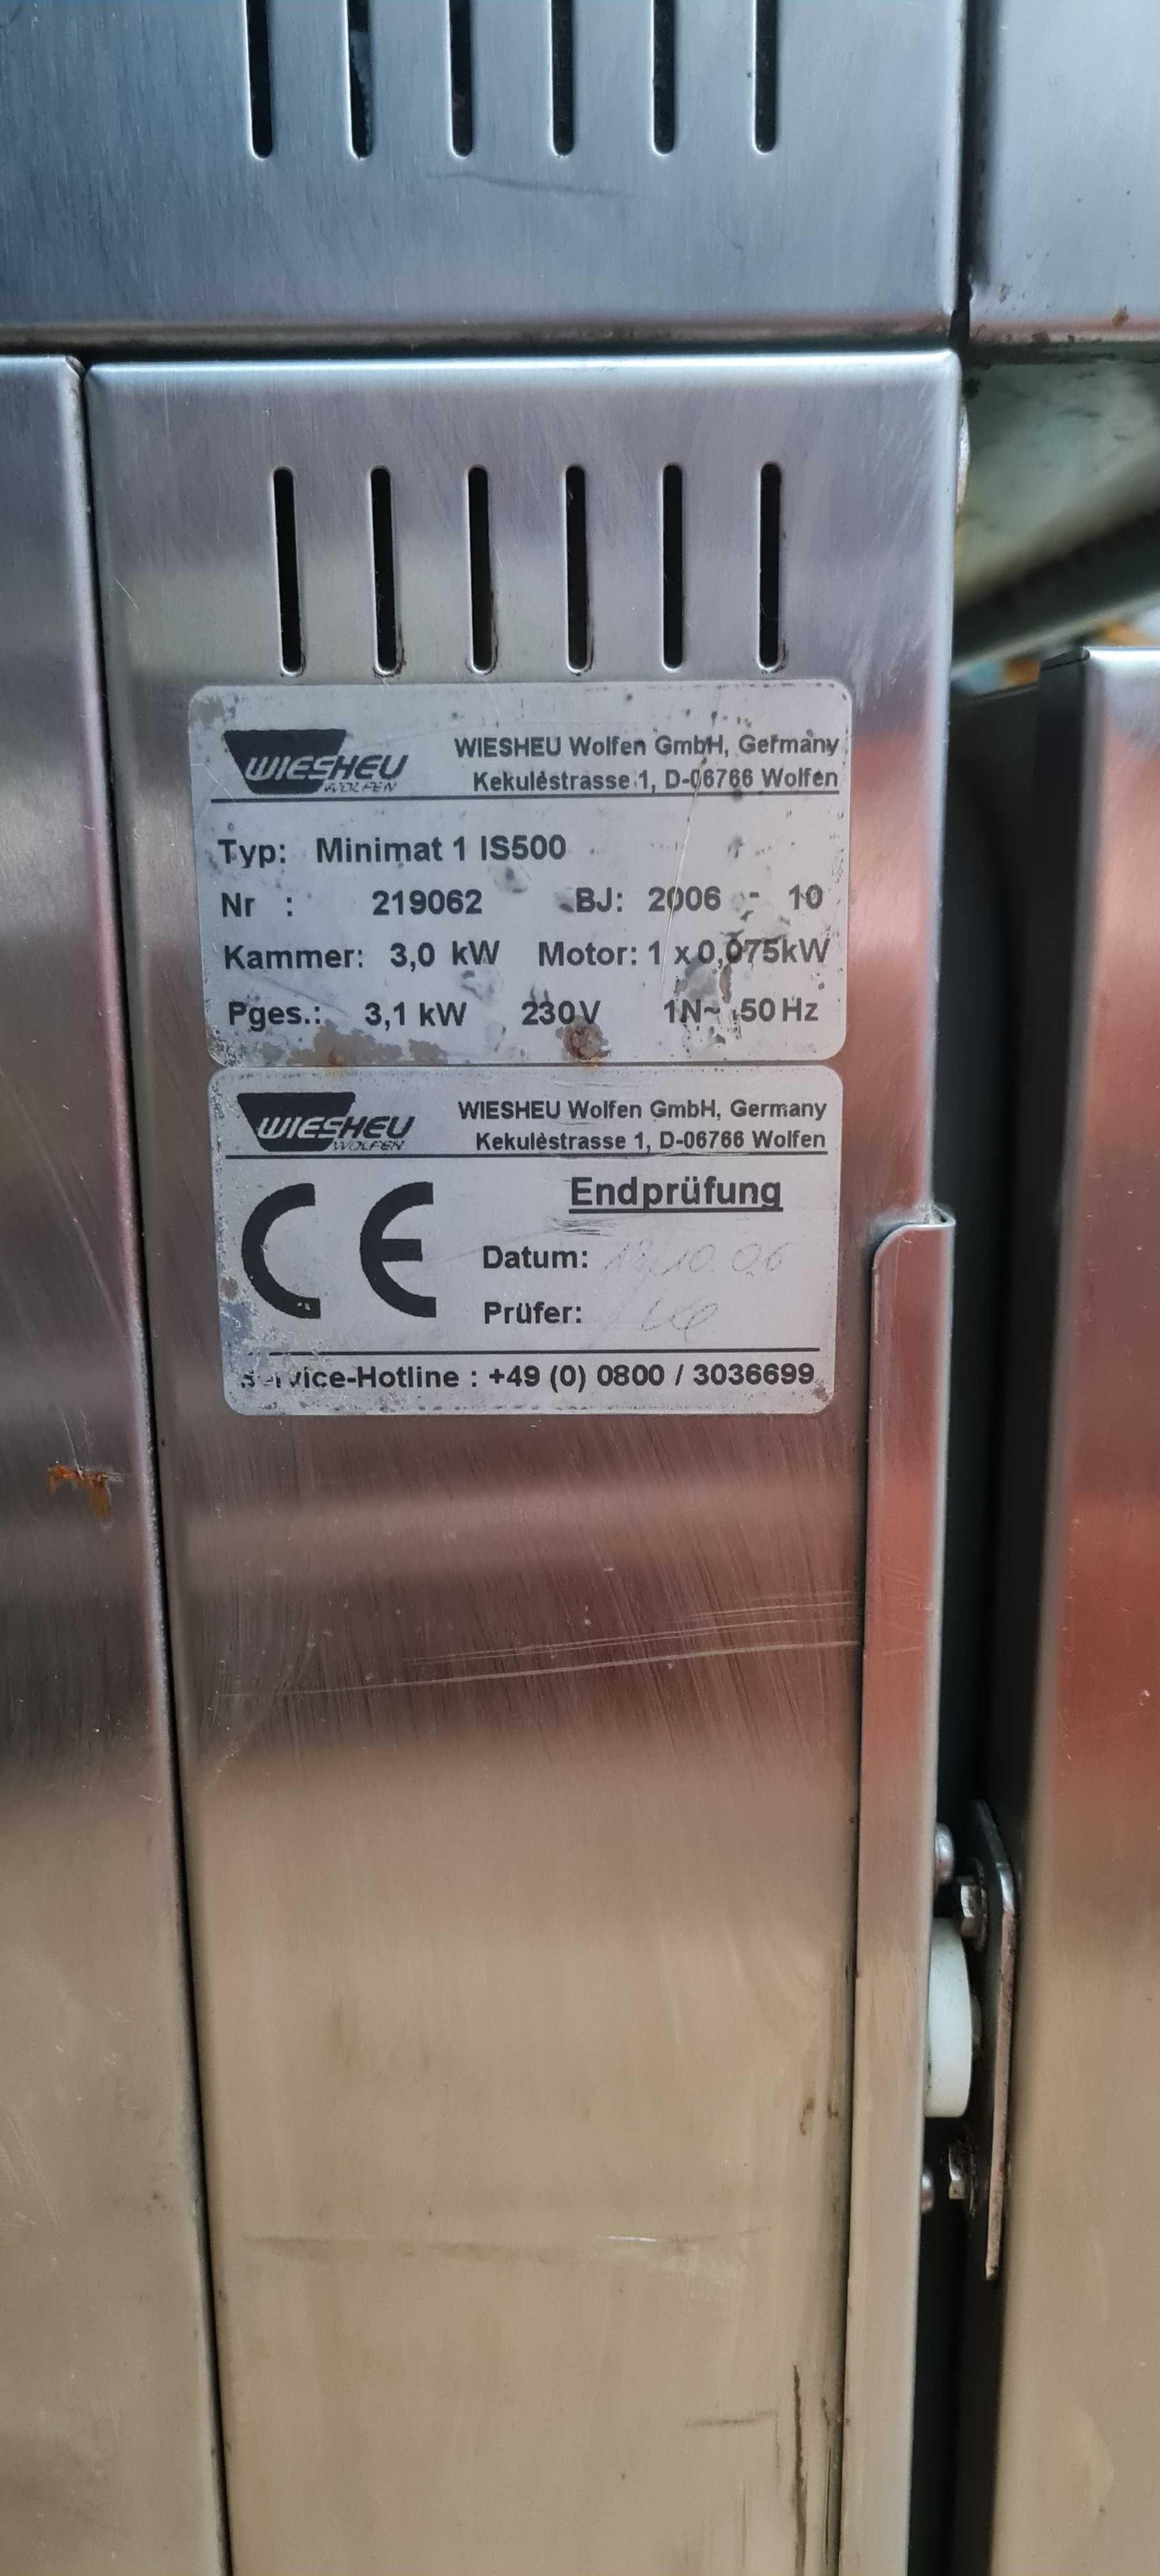 WIESHEU
WOLFEN
WIESHEU Wolfen GmbH, Germany
Kekulèstrasse 1, D-06766 Wolfen
Typ: Minimat 1 IS500
Nr : 219062 BJ: 2006 - 10
Kammer: 3,0 kW Motor: 1 x 0,075kW
Pges.: 3,1 kW 230V 1N~ 50 Hz
WIESHEU
WOLFEN
WIESHEU Wolfen GmbH, Germany
Kekulèstrasse 1, D-06766 Wolfen
CE
Endprüfung
Datum:
Prüfer:
Service-Hotline : +49 (0) 0800 / 3036699